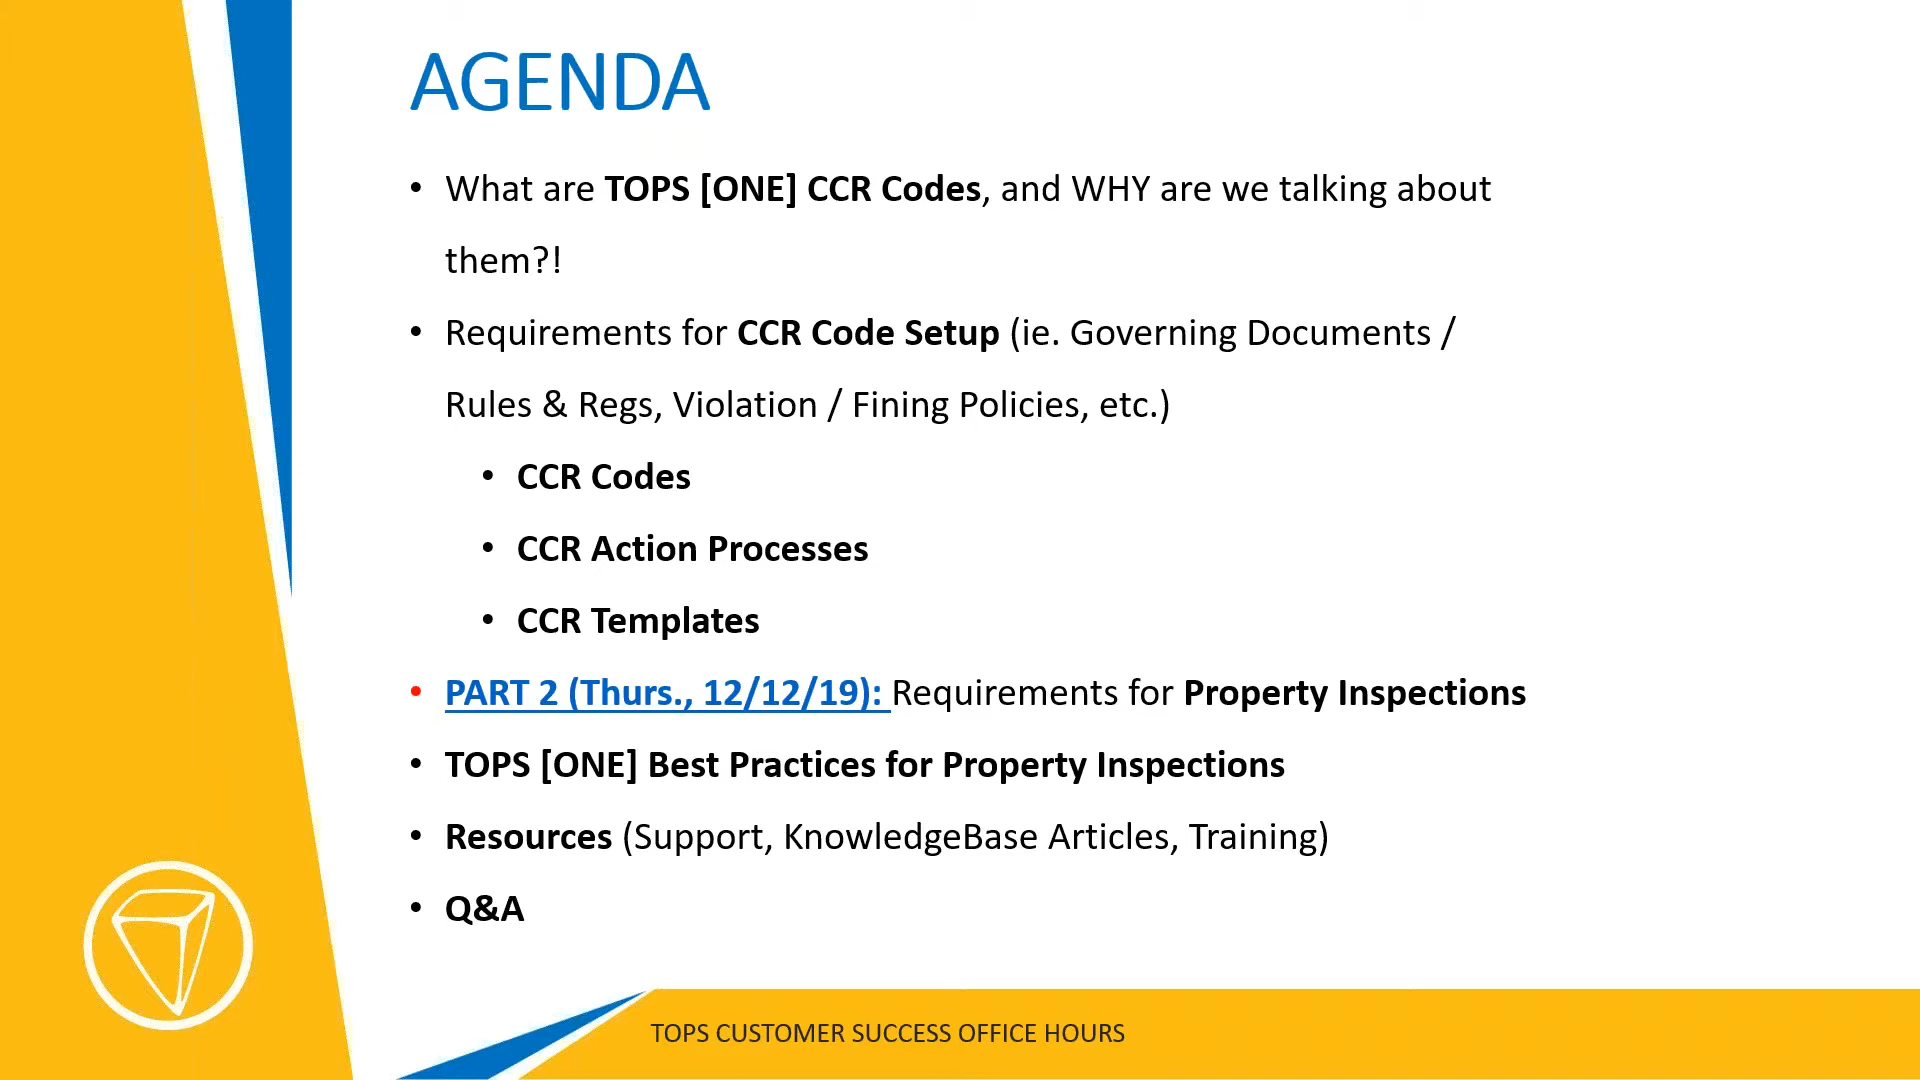 AGENDA
• What are TOPS [ONE] CCR Codes, and WHY are we talking about
them?!
• Requirements for CCR Code Setup (ie. Governing Documents /
Rules & Regs, Violation / Fining Policies, etc.)
• CCR Codes
• CCR Action Processes
• CCR Templates
• PART 2 (Thurs., 12/12/19): Requirements for Property Inspections
• TOPS [ONE] Best Practices for Property Inspections
• Resources (Support, KnowledgeBase Articles, Training)
• Q&A
TOPS CUSTOMER SUCCESS OFFICE HOURS